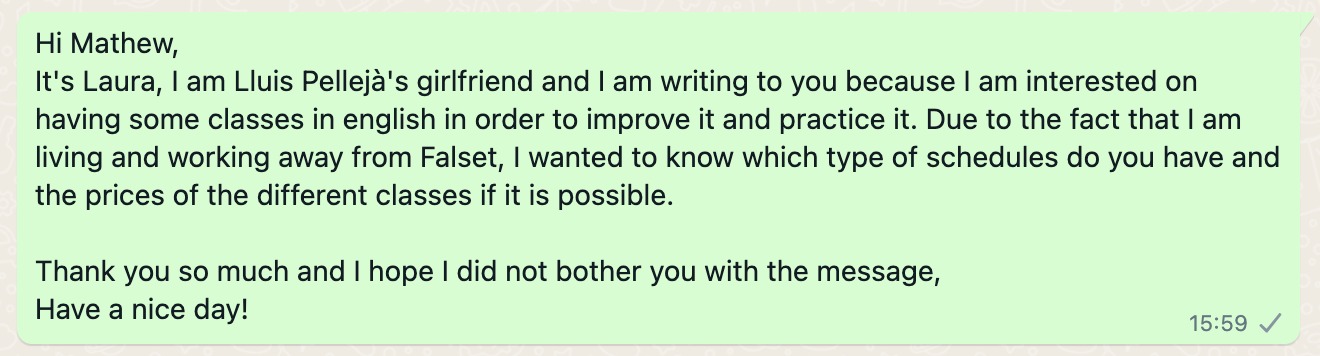 Hi Mathew,
It's Laura, I am Lluis Pellejà's girlfriend and I am writing to you because I am interested on
having some classes in english in order to improve it and practice it. Due to the fact that I am
living and working away from Falset, I wanted to know which type of schedules do you have and
the prices of the different classes if it is possible.
Thank you so much and I hope I did not bother you with the message,
Have a nice day!
15:59